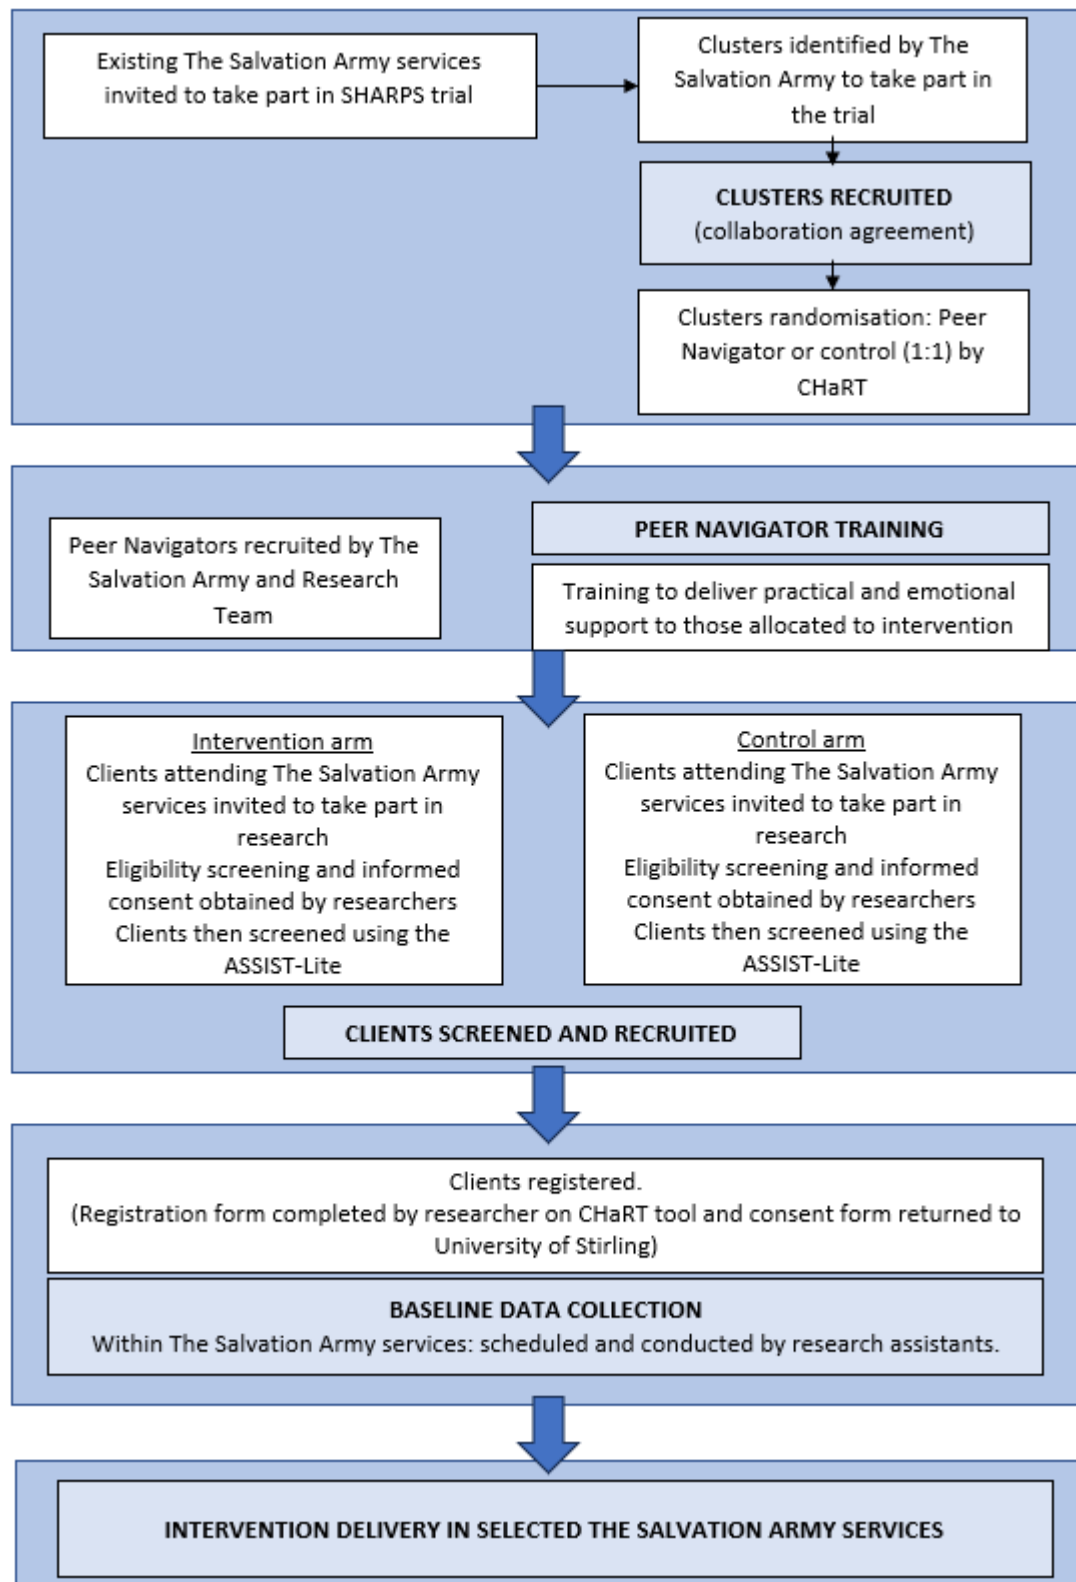 Existing The Salvation Army services
invited to take part in SHARPS trial
Clusters identified by The
Salvation Army to take part in
the trial
CLUSTERS RECRUITED
(collaboration agreement)
Clusters randomisation: Peer
Navigator or control (1:1) by
CHaRT
Peer Navigators recruited by The
Salvation Army and Research
Team
PEER NAVIGATOR TRAINING
Training to deliver practical and emotional
support to those allocated to intervention
Intervention arm
Clients attending The Salvation Army
services invited to take part in
research
Eligibility screening and informed
consent obtained by researchers
Clients then screened using the
ASSIST-Lite
Control arm
Clients attending The Salvation Army
services invited to take part in
research
Eligibility screening and informed
consent obtained by researchers
Clients then screened using the
ASSIST-Lite
CLIENTS SCREENED AND RECRUITED
Clients registered.
(Registration form completed by researcher on CHaRT tool and consent form returned to
University of Stirling)
BASELINE DATA COLLECTION
Within The Salvation Army services: scheduled and conducted by research assistants.
INTERVENTION DELIVERY IN SELECTED THE SALVATION ARMY SERVICES